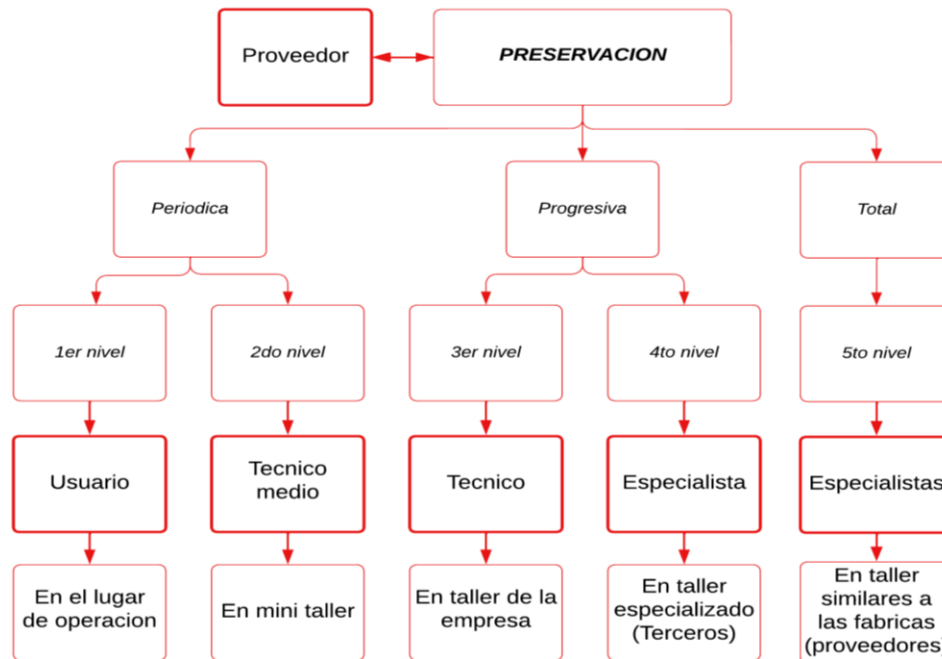 Proveedor
PRESERVACION
Periodica
Progresiva
Total
1er nivel
2do nivel
3er nivel
4to nivel
5to nivel
Usuario
Tecnico
medio
Tecnico
Especialista
Especialistas
En el lugar
de operacion
En mini taller
En taller de la
empresa
En taller
especializado
(Terceros)
En taller
similares a
las fabricas
(proveedores)